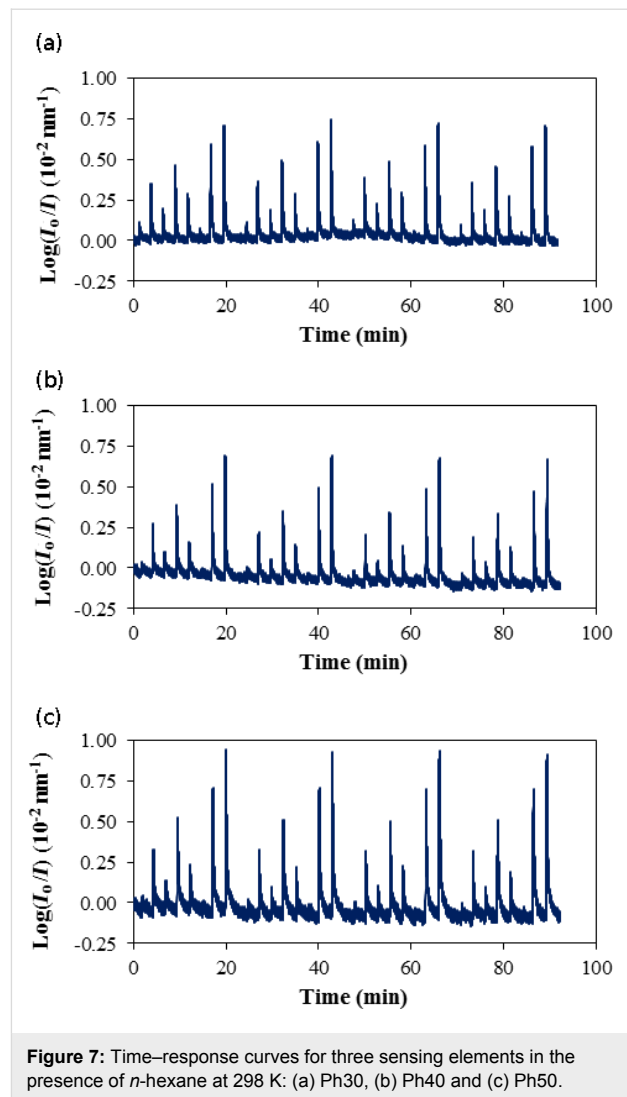 (a)
1.00
0.75
0.50
0.25
0.00
-0.25
Log(Io/I) (10-2 nm-1)
0 20 40 60 80 100
Time (min)
(b)
1.00
0.75
0.50
0.25
0.00
-0.25
Log(Io/I) (10-2 nm-1)
0 20 40 60 80 100
Time (min)
(c)
1.00
0.75
0.50
0.25
0.00
-0.25
Log(Io/I) (10-2 nm-1)
0 20 40 60 80 100
Time (min)
Figure 7: Time–response curves for three sensing elements in the
presence of n-hexane at 298 K: (a) Ph30, (b) Ph40 and (c) Ph50.